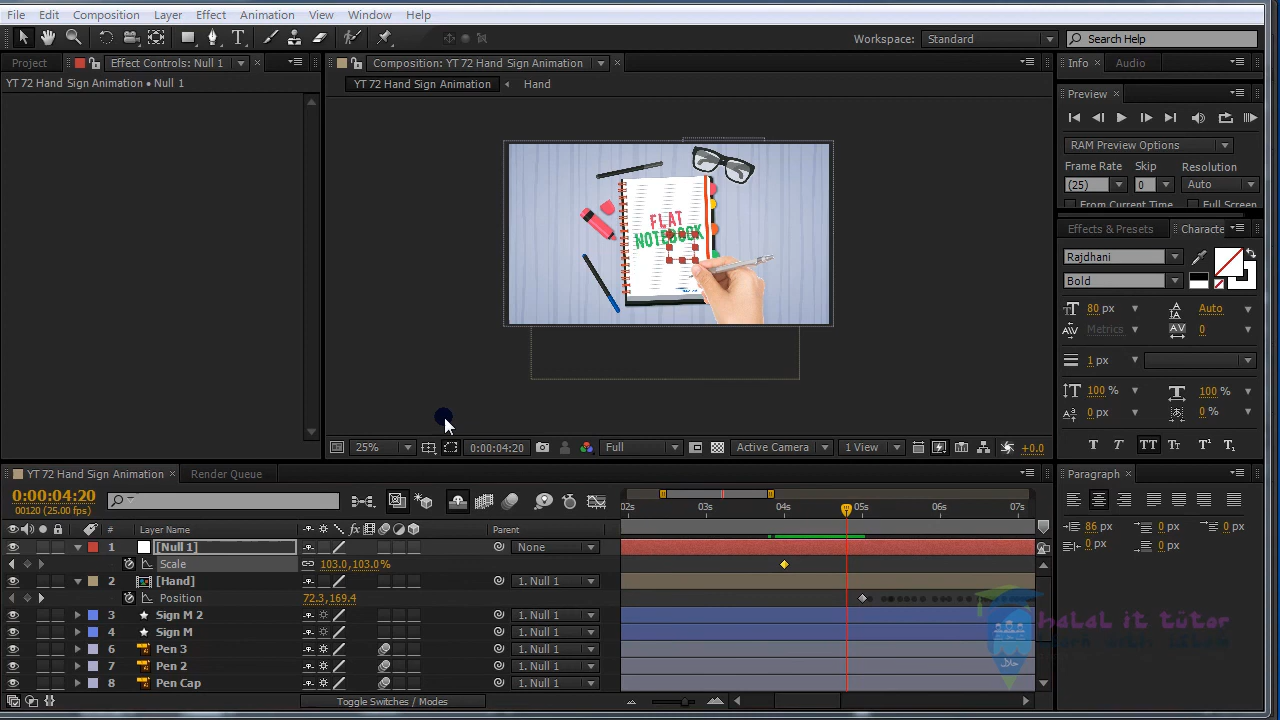 File Edit Composition Layer Effect Animation View Window Help
Workspace: Standard Search Help
Project Effect Controls: Null 1 Composition: YT 72 Hand Sign Animation Info Audio
YT 72 Hand Sign Animation • Null 1 YT 72 Hand Sign Animation Hand
Preview
RAM Preview Options
Frame Rate Skip Resolution
(25) 0 Auto
From Current Time Full Screen
Effects & Presets Characte
Rajdhani
Bold
80 px Auto
Metrics 0
1 px
100 % 100 %
0 px 0 %
FLAT
NOTEBOOK
25% 0:00:04:20 Full Active Camera 1 View +0.0
T T TT Tr T¹ T₁
YT 72 Hand Sign Animation Render Queue Paragraph
0:00:04:20
00120 (25.00 fps)
02s 03s 04s 05s 06s 07s
86 px 0 px 0 px
0 px 0 px
# Layer Name fx Parent
1 [Null 1] None
Scale 103.0,103.0%
2 [Hand] 1. Null 1
Position 72.3,169.4
3 Sign M 2 1. Null 1
4 Sign M 1. Null 1
6 Pen 3 1. Null 1
7 Pen 2 1. Null 1
8 Pen Cap 1. Null 1
Toggle Switches / Modes
halal it tutor
حلال